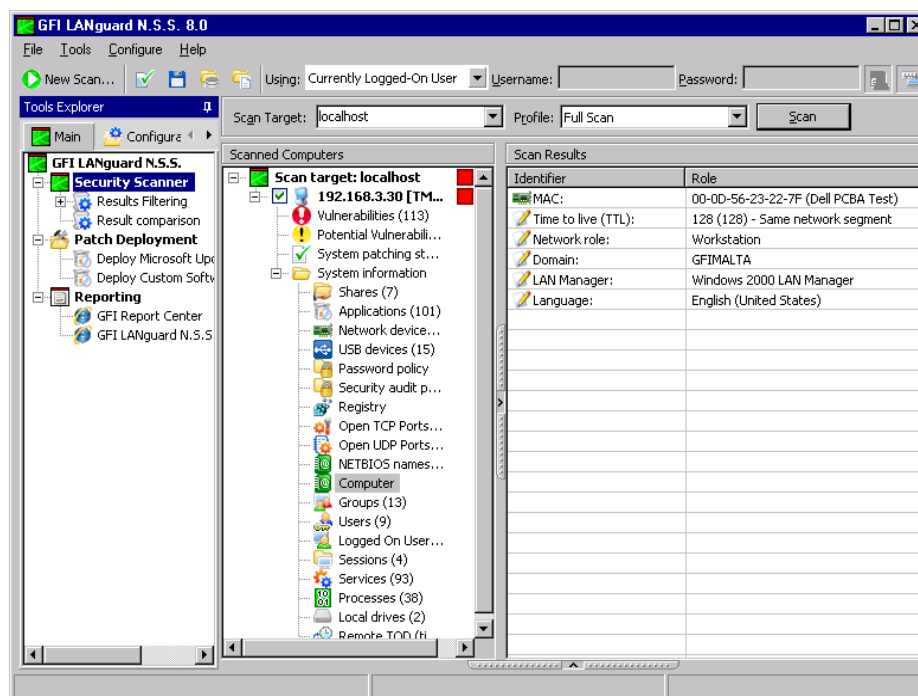 GFI LANguard N.S.S. 8.0
File Tools Configure Help
New Scan... Using: Currently Logged-On User Username: Password:
Tools Explorer
Main Configura
GFI LANguard N.S.S.
Security Scanner
Results Filtering
Result comparison
Patch Deployment
Deploy Microsoft Upd
Deploy Custom Softw
Reporting
GFI Report Center
GFI LANguard N.S.S
Scan Target: localhost Profile: Full Scan Scan
Scanned Computers
Scan target: localhost
192.168.3.30 [TM...
Vulnerabilities (113)
Potential Vulnerabili...
System patching st...
System information
Shares (7)
Applications (101)
Network device...
USB devices (15)
Password policy
Security audit p...
Registry
Open TCP Ports...
Open UDP Ports...
NETBIOS names...
Computer
Groups (13)
Users (9)
Logged On User...
Sessions (4)
Services (93)
Processes (38)
Local drives (2)
Remote TOD (ti
Scan Results
Identifier Role
MAC: 00-0D-56-23-22-7F (Dell PCBA Test)
Time to live (TTL): 128 (128) - Same network segment
Network role: Workstation
Domain: GFIMALTA
LAN Manager: Windows 2000 LAN Manager
Language: English (United States)